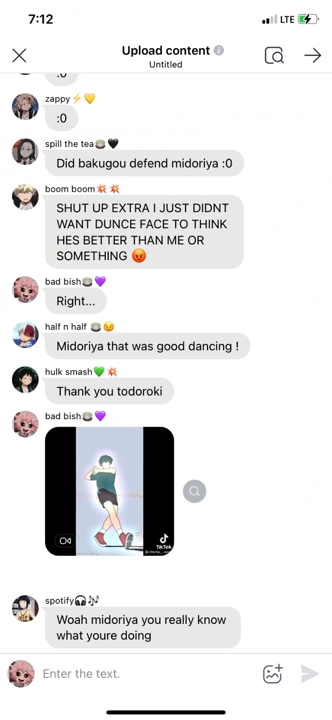 7:12
LTE
Upload content
Untitled
:0
zappy⚡💛
:0
spill the tea🍵🖤
Did bakugou defend midoriya :0
boom boom💥💥
SHUT UP EXTRA I JUST DIDNT
WANT DUNCE FACE TO THINK
HES BETTER THAN ME OR
SOMETHING 😡
bad bish🍵💜
Right...
half n half 🍵😉
Midoriya that was good dancing !
hulk smash💚💥
Thank you todoroki
bad bish🍵💜
TikTok
spotify🎧🎶
Woah midoriya you really know
what youre doing
Enter the text.